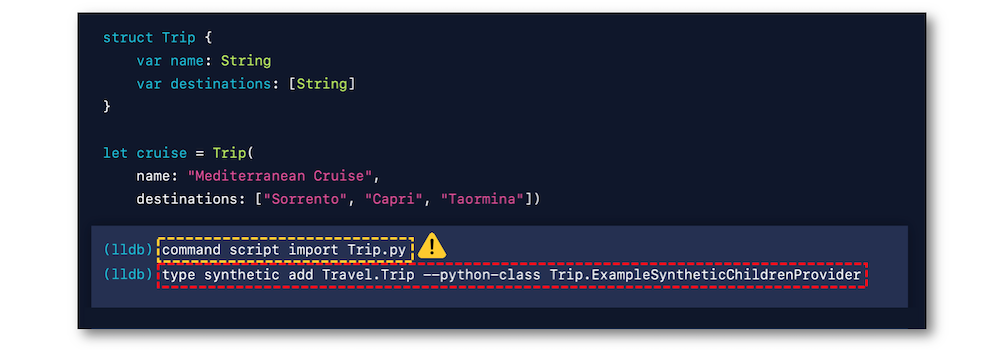 struct Trip {
    var name: String
    var destinations: [String]
}
let cruise = Trip(
    name: "Mediterranean Cruise",
    destinations: ["Sorrento", "Capri", "Taormina"])
(lldb) command script import Trip.py
(lldb) type synthetic add Travel.Trip --python-class Trip.ExampleSyntheticChildrenProvider